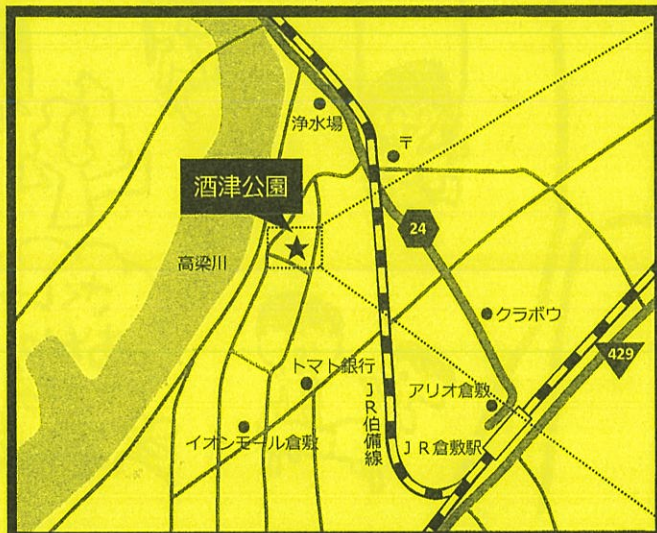 浄水場
〒
酒津公園
24
高梁川
クラボウ
429
トマト銀行
JR伯備線
アリオ倉敷
イオンモール倉敷
JR倉敷駅